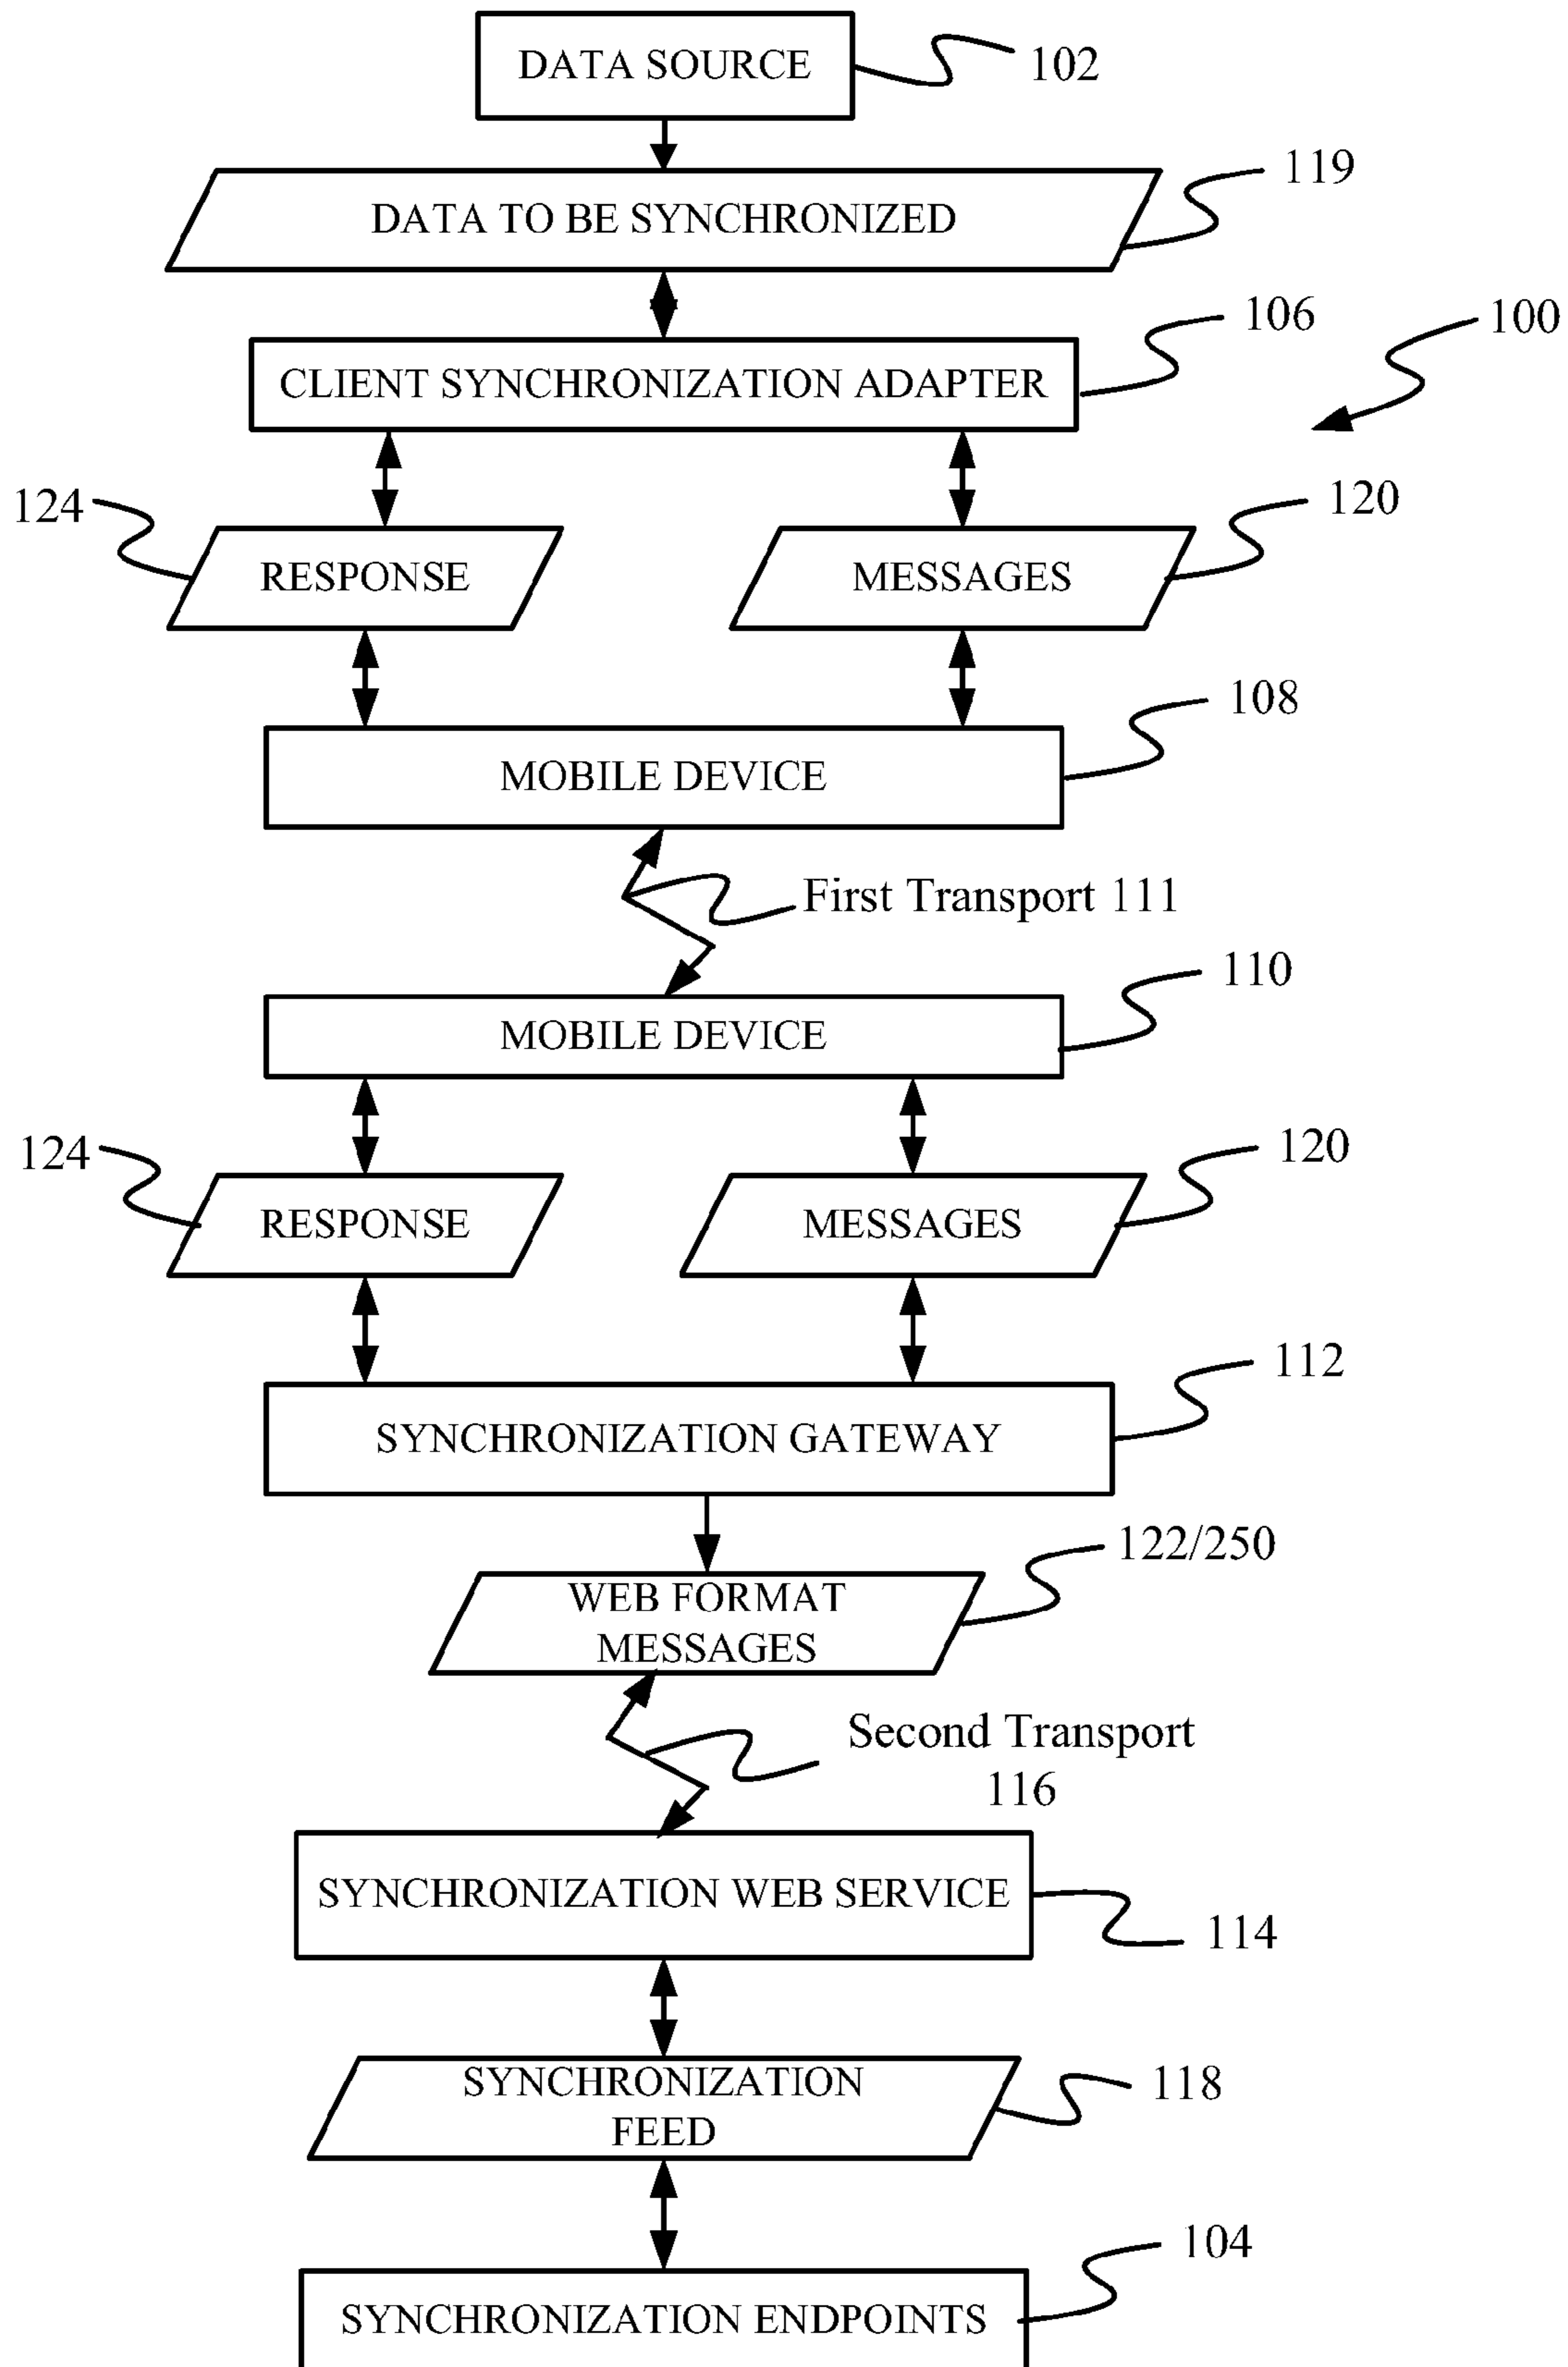 DATA SOURCE
102
119
DATA TO BE SYNCHRONIZED
106
100
CLIENT SYNCHRONIZATION ADAPTER
124
120
RESPONSE
MESSAGES
108
MOBILE DEVICE
First Transport 111
110
MOBILE DEVICE
124
120
RESPONSE
MESSAGES
112
SYNCHRONIZATION GATEWAY
122/250
WEB FORMAT
MESSAGES
Second Transport
116
SYNCHRONIZATION WEB SERVICE
114
SYNCHRONIZATION
FEED
118
104
SYNCHRONIZATION ENDPOINTS